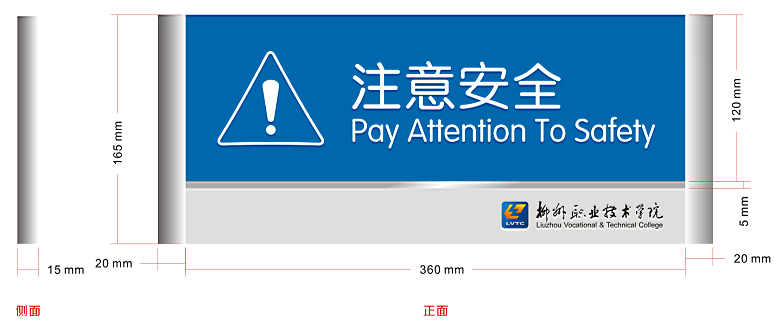 注意安全
Pay Attention To Safety
LVTC
柳州职业技术学院
Liuzhou Vocational & Technical College
165 mm
120 mm
5 mm
15 mm
20 mm
360 mm
20 mm
侧面
正面